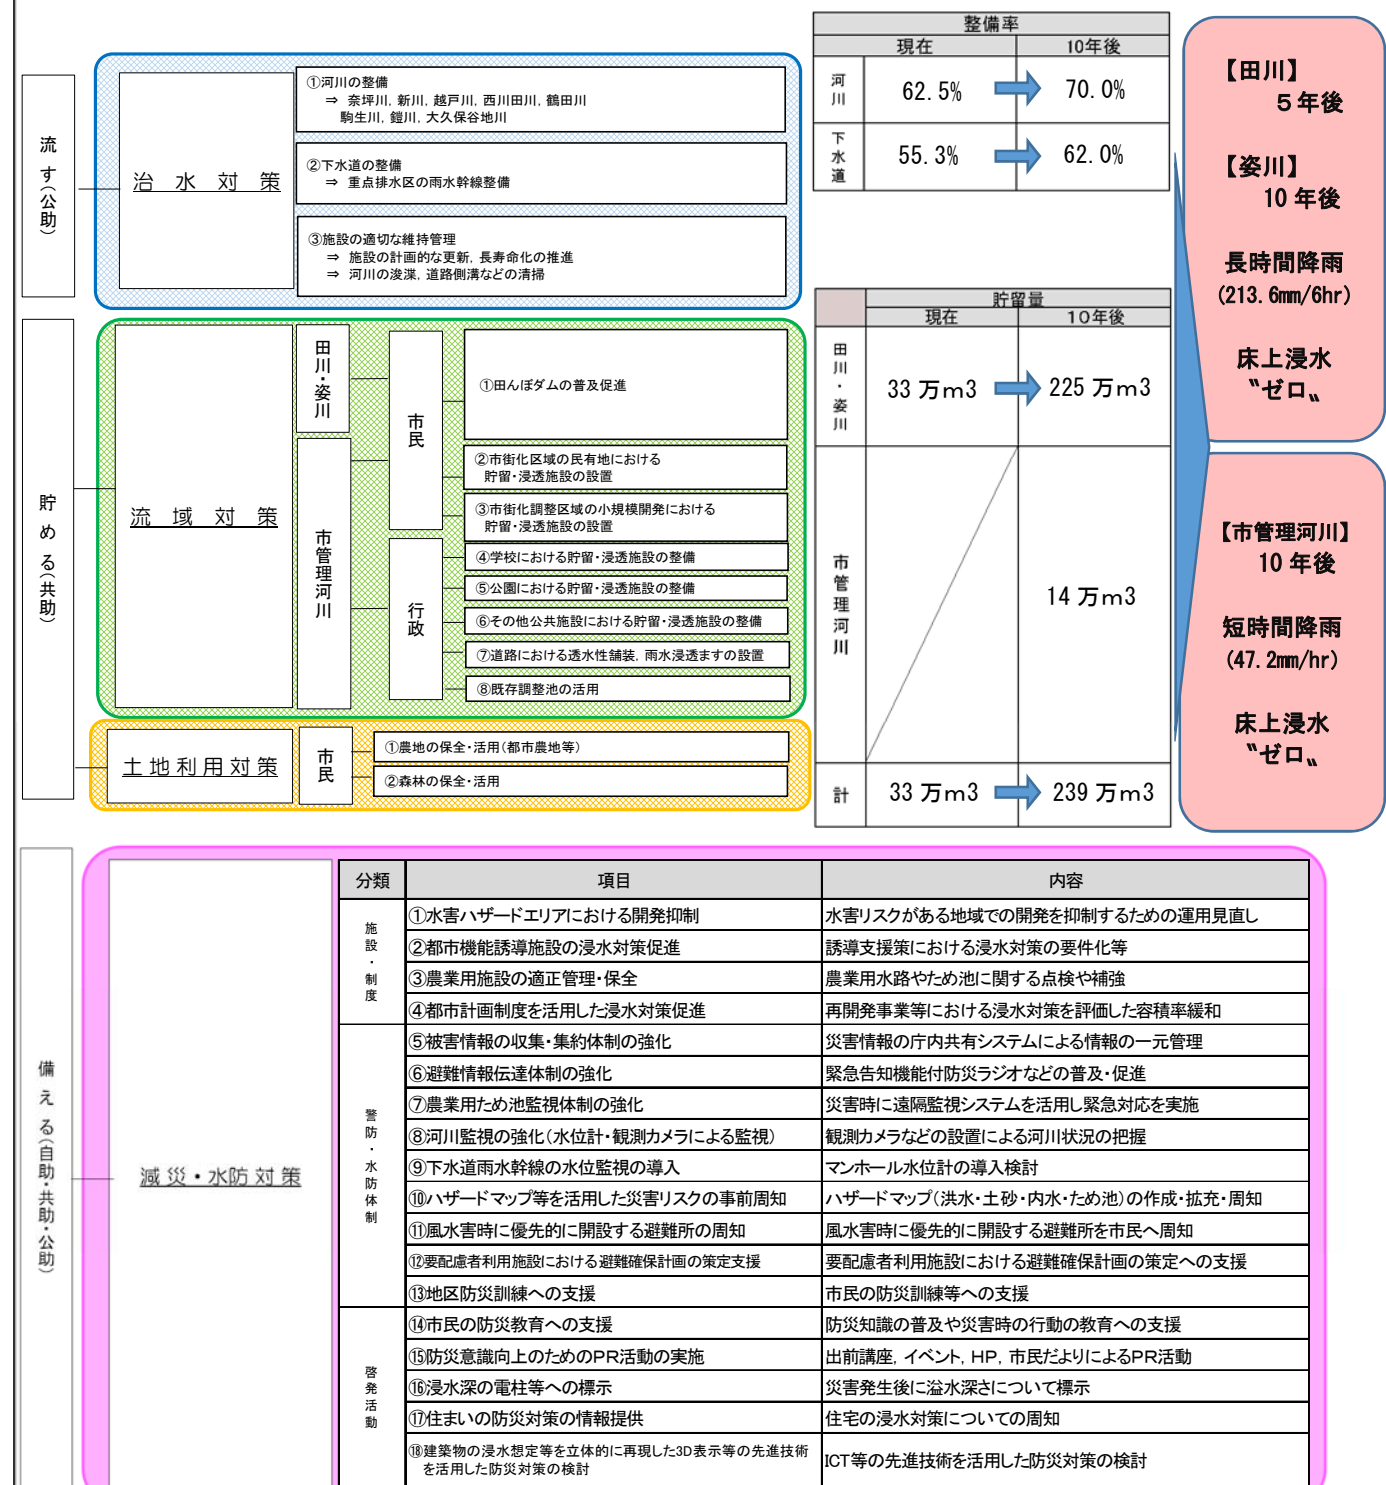 流す（公助）
治水対策
①河川の整備
⇒ 奈坪川，新川，越戸川，西川田川，鶴田川
駒生川，鎧川，大久保谷地川
②下水道の整備
⇒ 重点排水区の雨水幹線整備
③施設の適切な維持管理
⇒ 施設の計画的な更新，長寿命化の推進
⇒ 河川の浚渫，道路側溝などの清掃
整備率
現在 10年後
河川 62.5% 70.0%
下水道 55.3% 62.0%
【田川】
５年後
【姿川】
10年後
長時間降雨
(213.6mm/6hr)
床上浸水
〝ゼロ〟
貯める（共助）
流域対策
田川・姿川
市管理河川
市民
行政
①田んぼダムの普及促進
②市街化区域の民有地における
貯留・浸透施設の設置
③市街化調整区域の小規模開発における
貯留・浸透施設の設置
④学校における貯留・浸透施設の整備
⑤公園における貯留・浸透施設の整備
⑥その他公共施設における貯留・浸透施設の整備
⑦道路における透水性舗装，雨水浸透ますの設置
⑧既存調整池の活用
土地利用対策
市民
①農地の保全・活用（都市農地等）
②森林の保全・活用
貯留量
現在 10年後
田川・姿川 33万m3 225万m3
市管理河川 14万m3
計 33万m3 239万m3
【市管理河川】
10年後
短時間降雨
(47.2mm/hr)
床上浸水
〝ゼロ〟
備える（自助・共助・公助）
減災・水防対策
分類 項目 内容
施設・制度
①水害ハザードエリアにおける開発抑制 水害リスクがある地域での開発を抑制するための運用見直し
②都市機能誘導施設の浸水対策促進 誘導支援策における浸水対策の要件化等
③農業用施設の適正管理・保全 農業用水路やため池に関する点検や補強
④都市計画制度を活用した浸水対策促進 再開発事業等における浸水対策を評価した容積率緩和
警防・水防体制
⑤被害情報の収集・集約体制の強化 災害情報の庁内共有システムによる情報の一元管理
⑥避難情報伝達体制の強化 緊急告知機能付防災ラジオなどの普及・促進
⑦農業用ため池監視体制の強化 災害時に遠隔監視システムを活用し緊急対応を実施
⑧河川監視の強化（水位計・観測カメラによる監視） 観測カメラなどの設置による河川状況の把握
⑨下水道雨水幹線の水位監視の導入 マンホール水位計の導入検討
⑩ハザードマップ等を活用した災害リスクの事前周知 ハザードマップ（洪水・土砂・内水・ため池）の作成・拡充・周知
⑪風水害時に優先的に開設する避難所の周知 風水害時に優先的に開設する避難所を市民へ周知
⑫要配慮者利用施設における避難確保計画の策定支援 要配慮者利用施設における避難確保計画の策定への支援
⑬地区防災訓練への支援 市民の防災訓練等への支援
啓発活動
⑭市民の防災教育への支援 防災知識の普及や災害時の行動の教育への支援
⑮防災意識向上のためのPR活動の実施 出前講座，イベント，HP，市民だよりによるPR活動
⑯浸水深の電柱等への標示 災害発生後に溢水深さについて標示
⑰住まいの防災対策の情報提供 住宅の浸水対策についての周知
⑱建築物の浸水想定等を立体的に再現した3D表示等の先進技術
を活用した防災対策の検討 ICT等の先進技術を活用した防災対策の検討